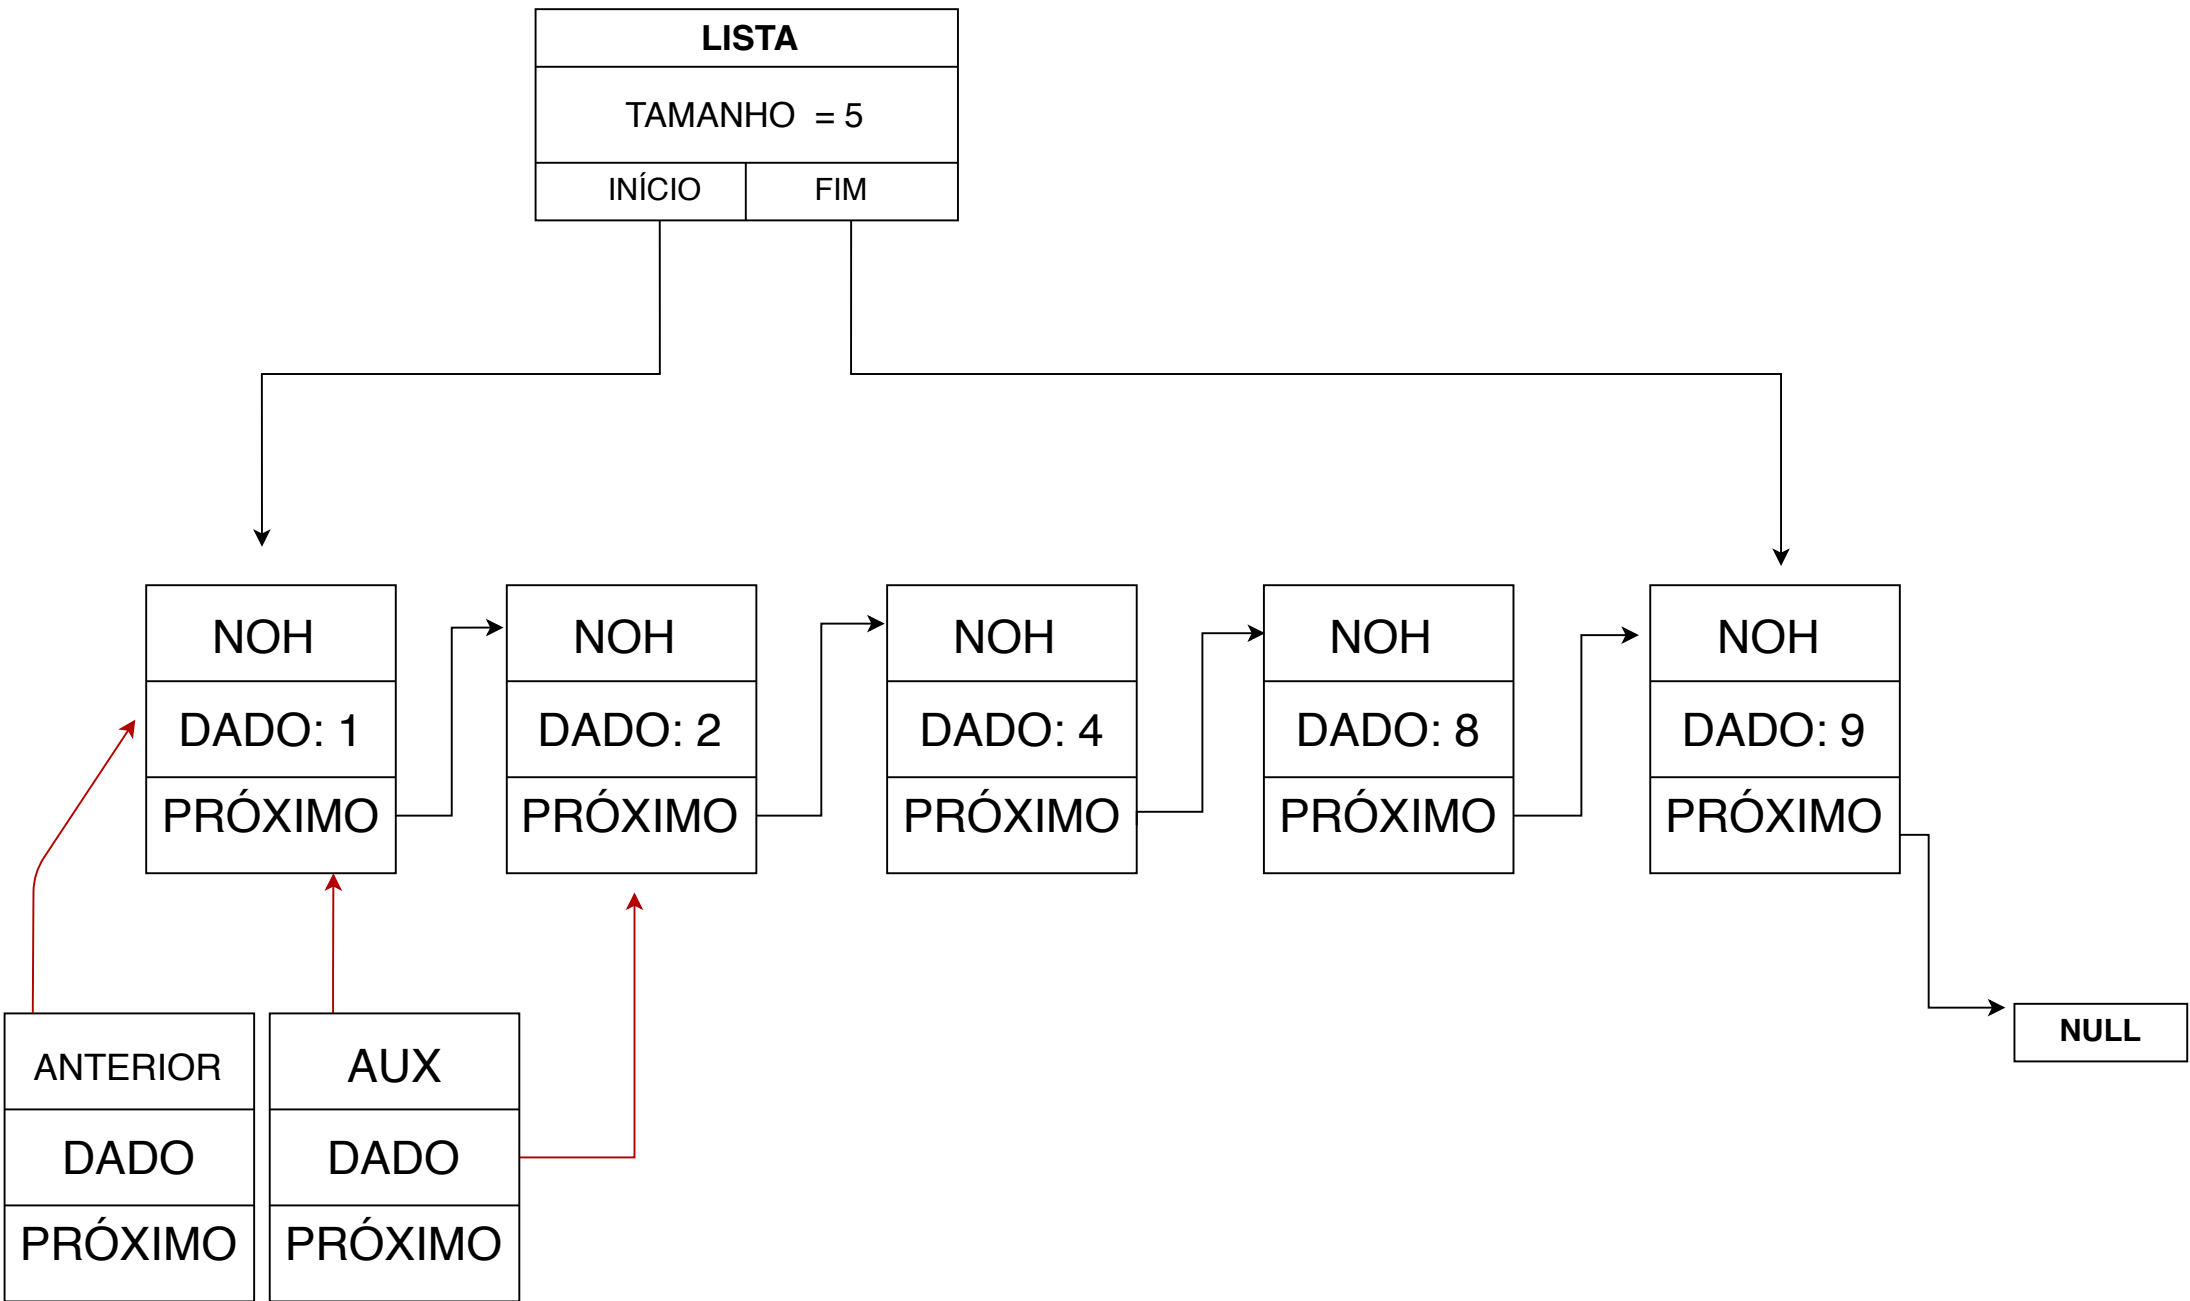 LISTA
TAMANHO = 5
INÍCIO FIM
NOH NOH NOH NOH NOH
DADO: 1 DADO: 2 DADO: 4 DADO: 8 DADO: 9
PRÓXIMO PRÓXIMO PRÓXIMO PRÓXIMO PRÓXIMO
NULL
ANTERIOR AUX
DADO DADO
PRÓXIMO PRÓXIMO